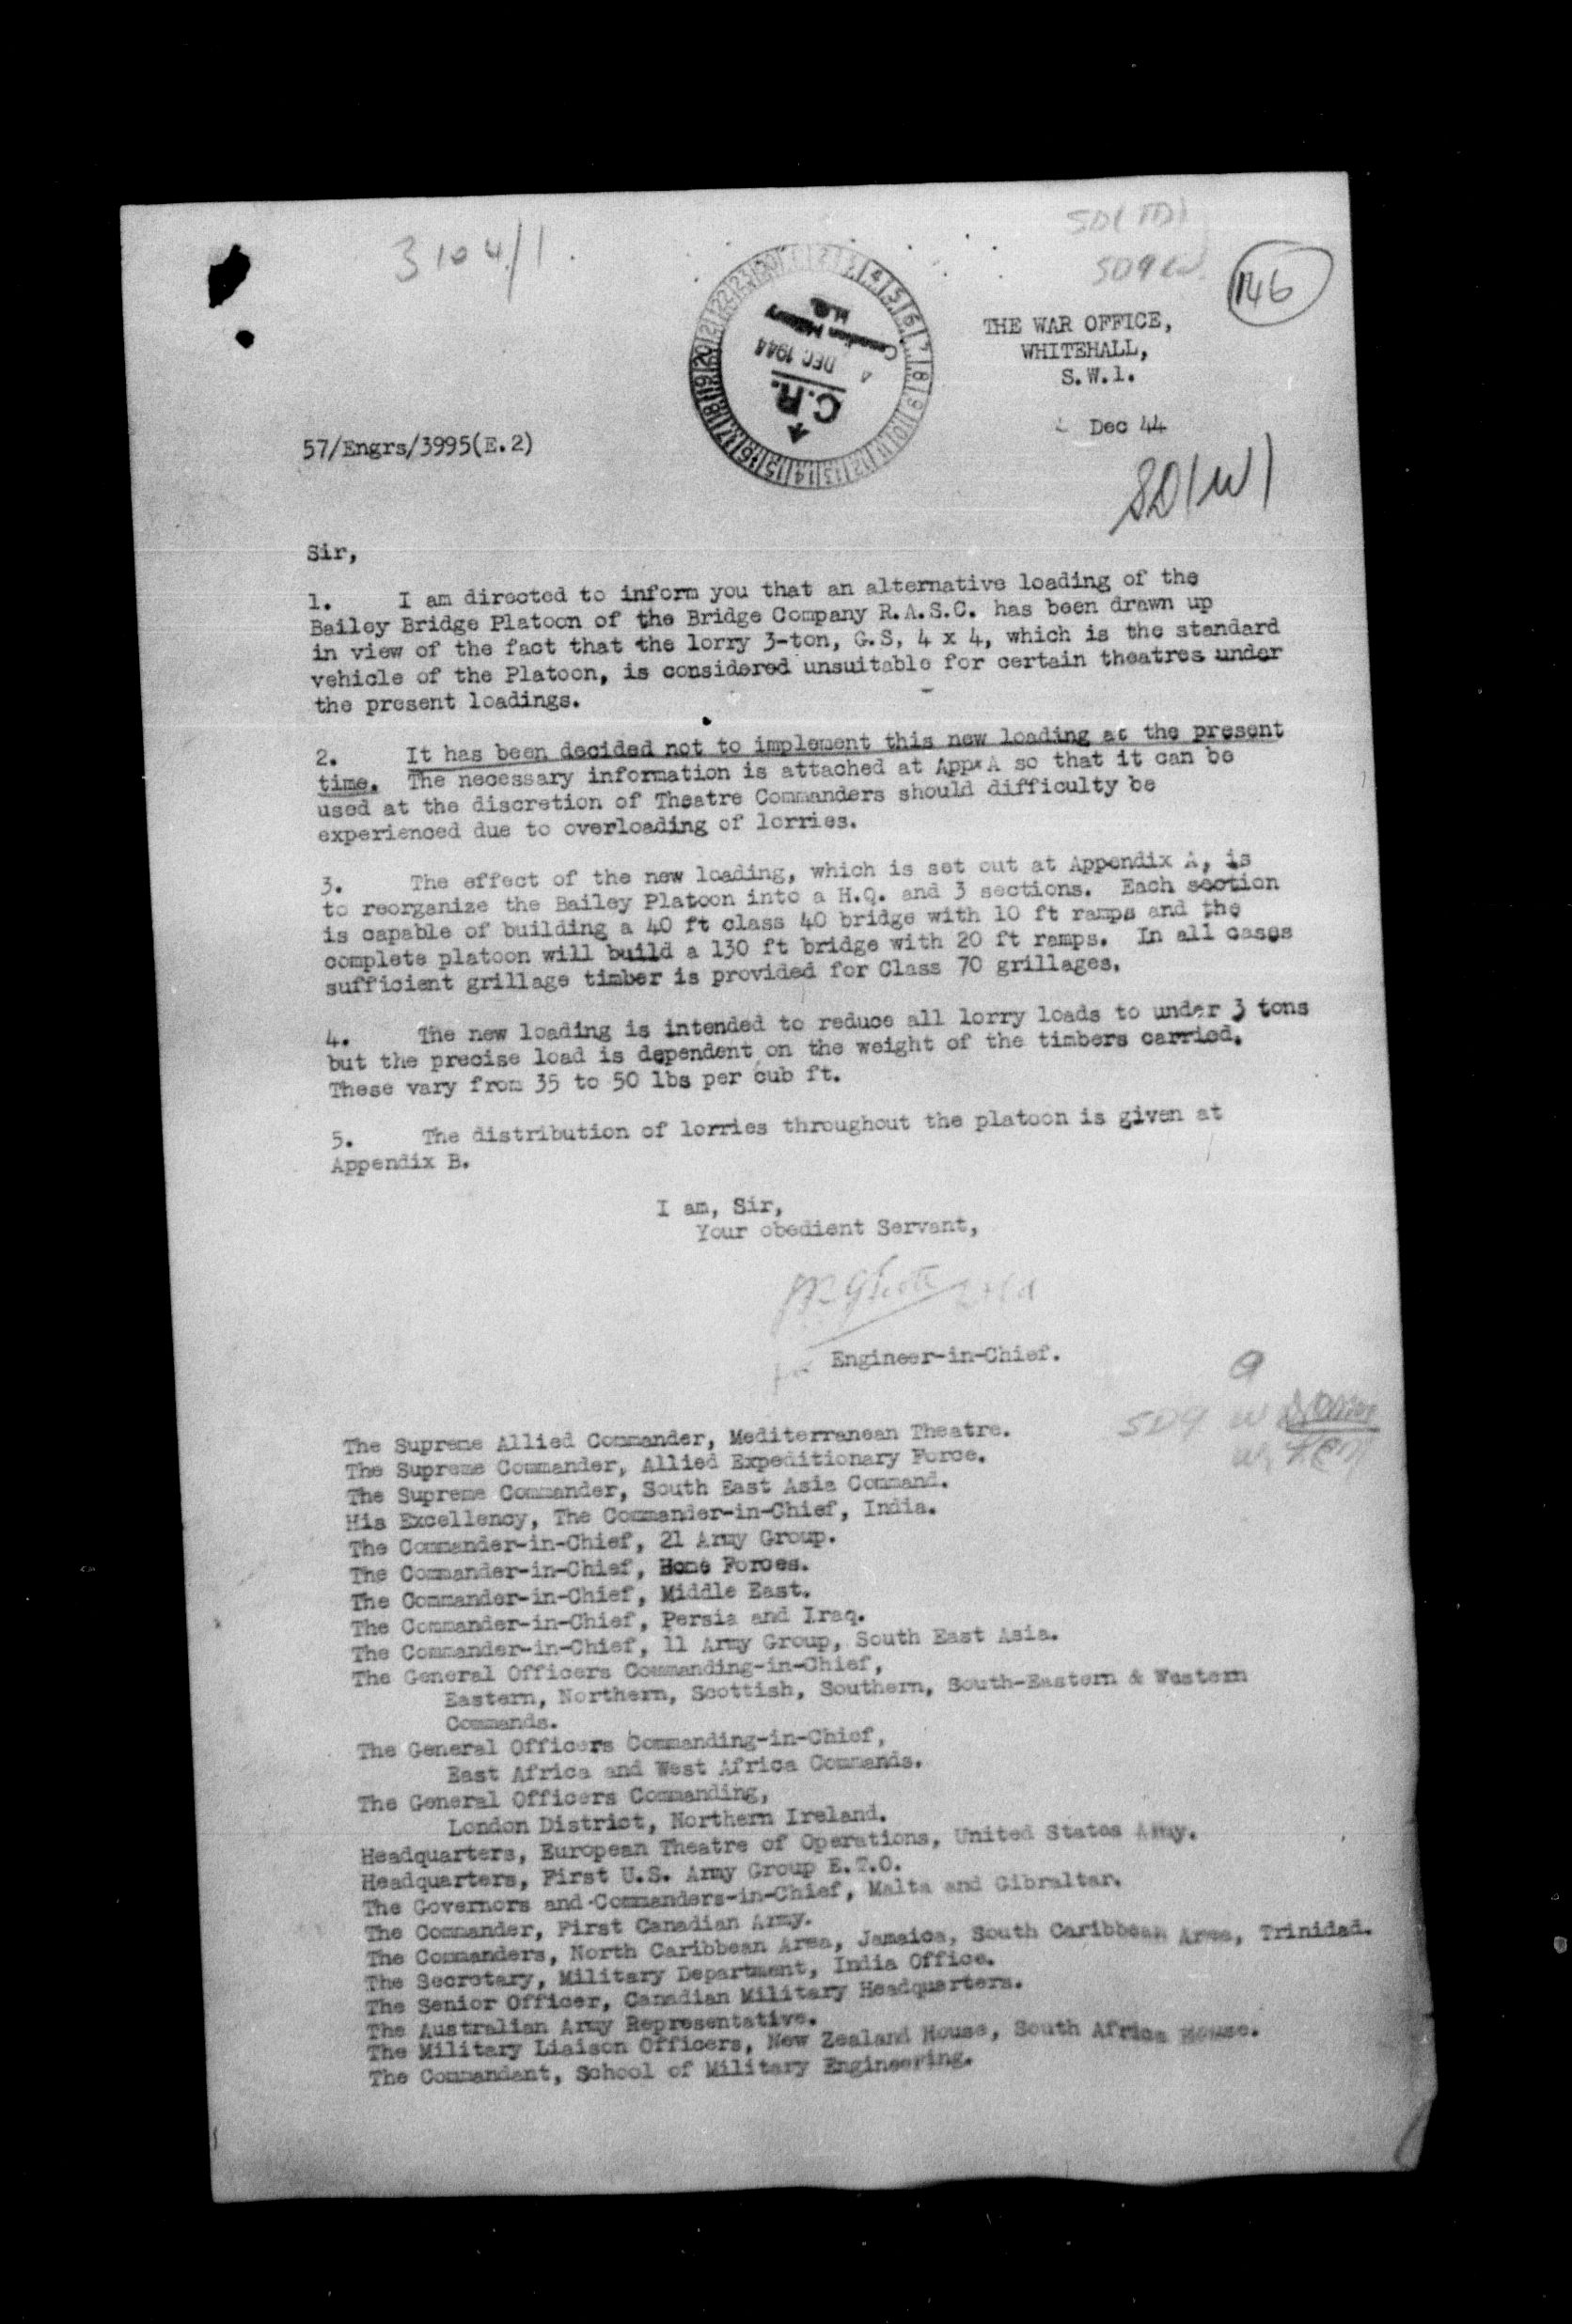 3104/1.
SD9(W).
146
THE WAR OFFICE,
WHITEHALL,
S.W.1.
Dec 44
57/Engrs/3995(E.2)
Canadian Military
H.Q.
4 DEC 1944
C.R.
SD(W)1
Sir,
1. I am directed to inform you that an alternative loading of the
Bailey Bridge Platoon of the Bridge Company R.A.S.C. has been drawn up
in view of the fact that the lorry 3-ton, G.S, 4 x 4, which is the standard
vehicle of the Platoon, is considered unsuitable for certain theatres under
the present loadings.
2. It has been decided not to implement this new loading at the present
time. The necessary information is attached at App A so that it can be
used at the discretion of Theatre Commanders should difficulty be
experienced due to overloading of lorries.
3. The effect of the new loading, which is set out at Appendix A, is
to reorganize the Bailey Platoon into a H.Q. and 3 sections. Each section
is capable of building a 40 ft class 40 bridge with 10 ft ramps and the
complete platoon will build a 130 ft bridge with 20 ft ramps. In all cases
sufficient grillage timber is provided for Class 70 grillages.
4. The new loading is intended to reduce all lorry loads to under 3 tons
but the precise load is dependent on the weight of the timbers carried.
These vary from 35 to 50 lbs per cub ft.
5. The distribution of lorries throughout the platoon is given at
Appendix B.
I am, Sir,
Your obedient Servant,
Engineer-in-Chief.
SD9
The Supreme Allied Commander, Mediterranean Theatre.
The Supreme Commander, Allied Expeditionary Force.
The Supreme Commander, South East Asia Command.
His Excellency, The Commander-in-Chief, India.
The Commander-in-Chief, 21 Army Group.
The Commander-in-Chief, Home Forces.
The Commander-in-Chief, Middle East.
The Commander-in-Chief, Persia and Iraq.
The Commander-in-Chief, 11 Army Group, South East Asia.
The General Officers Commanding-in-Chief,
Eastern, Northern, Scottish, Southern, South-Eastern & Western
Commands.
The General Officers Commanding-in-Chief,
East Africa and West Africa Commands.
The General Officers Commanding,
London District, Northern Ireland.
Headquarters, European Theatre of Operations, United States Army.
Headquarters, First U.S. Army Group E.T.O.
The Governors and Commanders-in-Chief, Malta and Gibraltar.
The Commander, First Canadian Army.
The Commanders, North Caribbean Area, Jamaica, South Caribbean Area, Trinidad.
The Secretary, Military Department, India Office.
The Senior Officer, Canadian Military Headquarters.
The Australian Army Representative.
The Military Liaison Officers, New Zealand House, South Africa House.
The Commandant, School of Military Engineering.